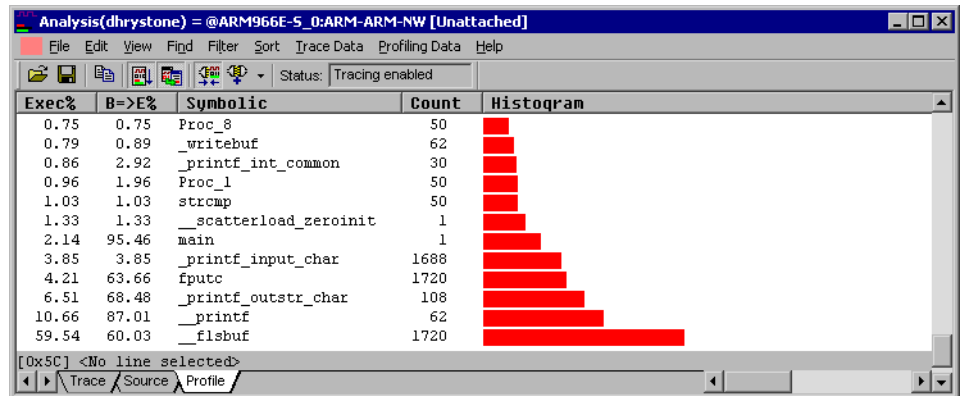 Analysis(dhrystone) = @ARM966E-S_0:ARM-ARM-NW [Unattached]
File Edit View Find Filter Sort Trace Data Profiling Data Help
Status: Tracing enabled
Exec% B=>E% Symbolic Count Histogram
0.75 0.75 Proc_8 50
0.79 0.89 _writebuf 62
0.86 2.92 _printf_int_common 30
0.96 1.96 Proc_1 50
1.03 1.03 strcmp 50
1.33 1.33 __scatterload_zeroinit 1
2.14 95.46 main 1
3.85 3.85 _printf_input_char 1688
4.21 63.66 fputc 1720
6.51 68.48 _printf_outstr_char 108
10.66 87.01 __printf 62
59.54 60.03 __flsbuf 1720
[0x5C] <No line selected>
Trace Source Profile